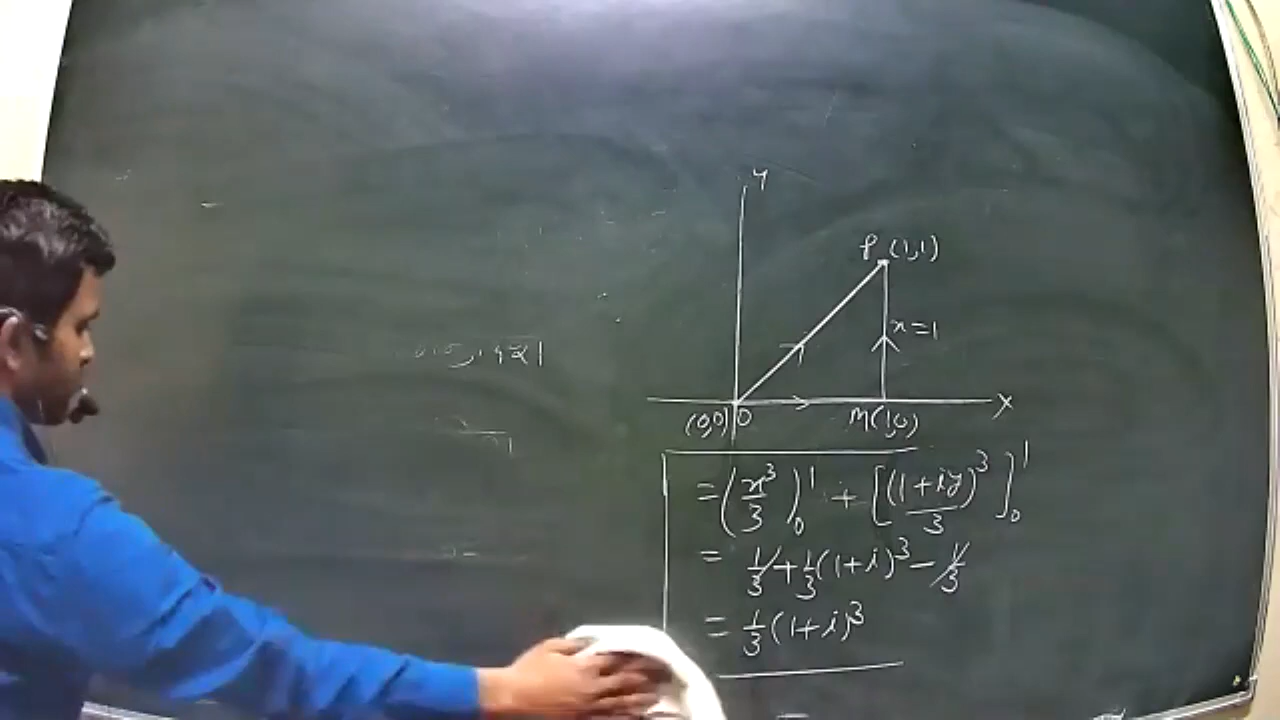 Y
P (1,1)
x=1
(0,0) O
M(1,0)
X
= (x³/3)₀¹ + [(1+iy)³/3]₀¹
= 1/3 + 1/3(1+i)³ - 1/3
= 1/3(1+i)³